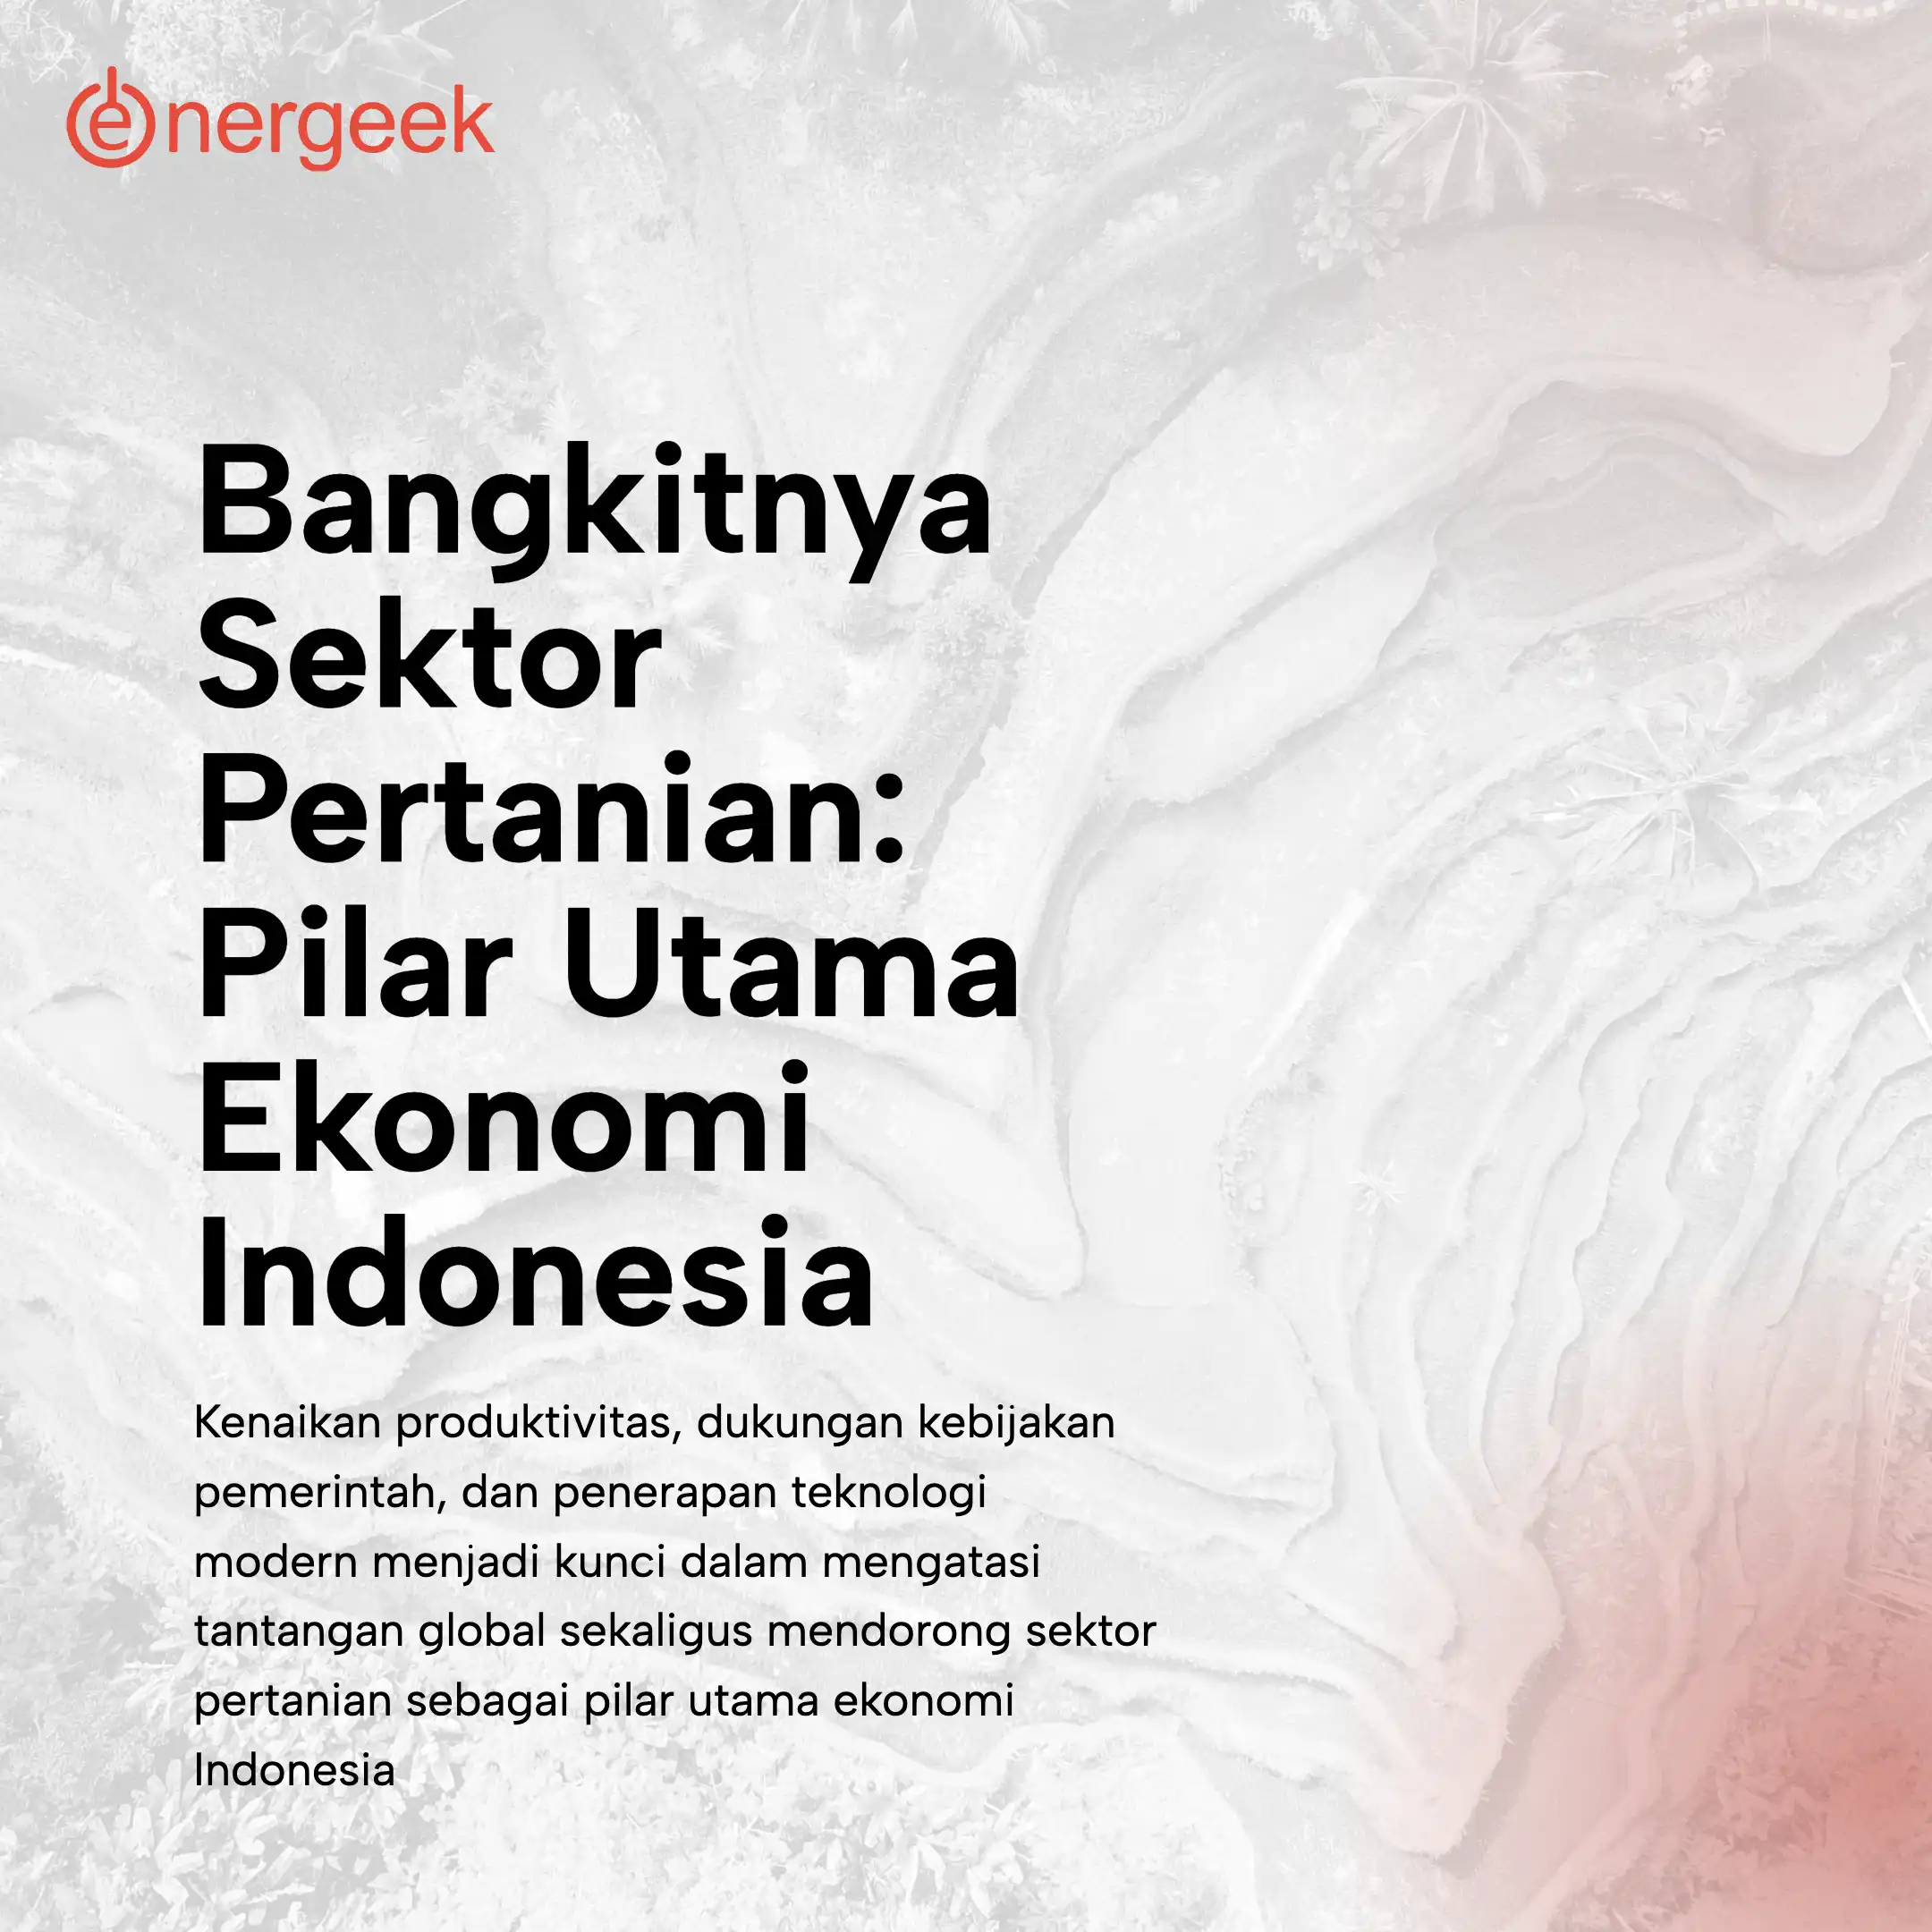 energeek
Bangkitnya
Sektor
Pertanian:
Pilar Utama
Ekonomi
Indonesia
Kenaikan produktivitas, dukungan kebijakan
pemerintah, dan penerapan teknologi
modern menjadi kunci dalam mengatasi
tantangan global sekaligus mendorong sektor
pertanian sebagai pilar utama ekonomi
Indonesia